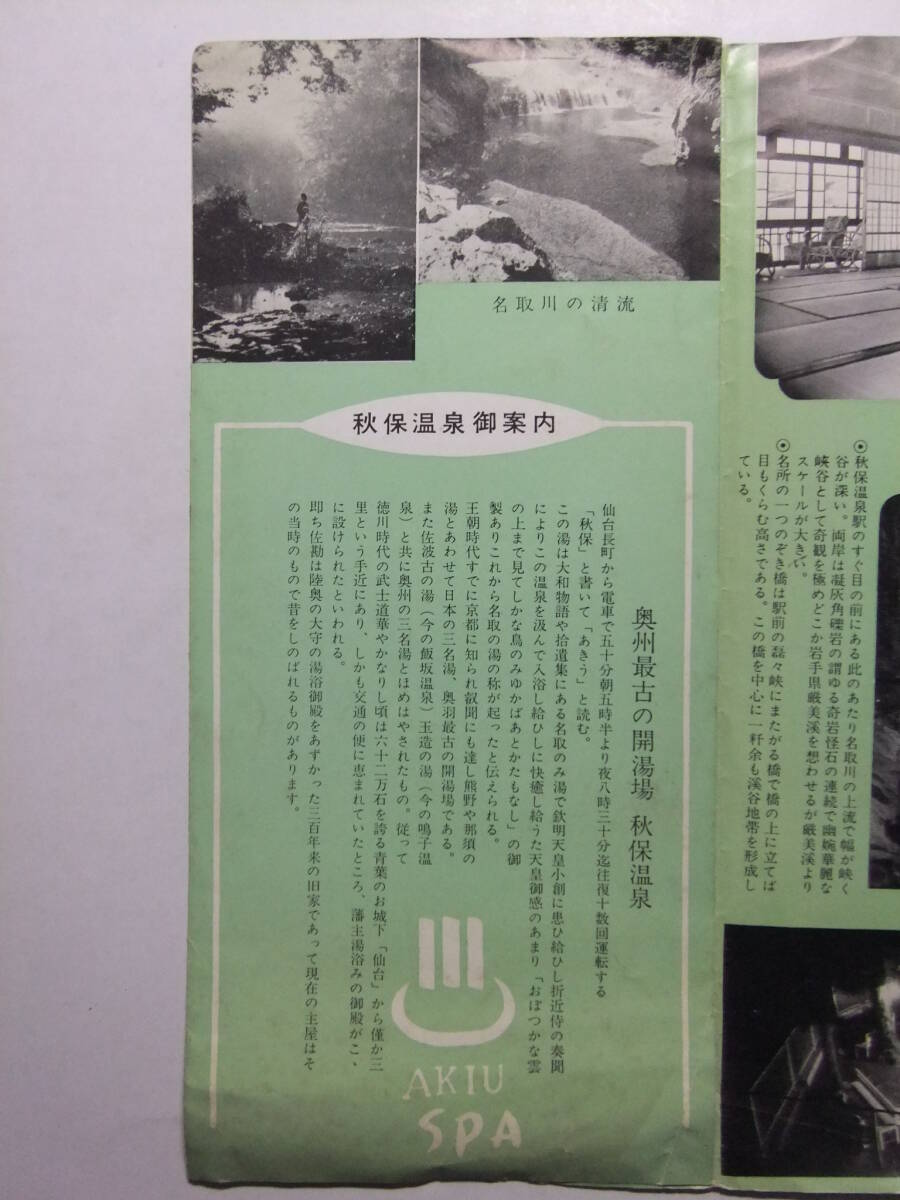 名取川の清流
秋保温泉御案内
奥州最古の開湯場 秋保温泉
仙台長町から電車で五十分朝五時半より夜八時三十分迄往復十数回運転する
「秋保」と書いて「あきう」と読む。
この湯は大和物語や拾遺集にある名取のみ湯で欽明天皇小創に患ひ給ひし折近侍の奏聞
によりこの温泉を汲んで入浴し給ひしに快癒し給うた天皇御感のあまり「おぼつかな雲
の上まで見てしかな鳥のみゆかばあとかたもなし」の御
製ありこれから名取の湯の称が起ったと伝えられる。
王朝時代すでに京都に知られ叡聞にも達し熊野や那須の
湯とあわせて日本の三名湯、奥羽最古の開湯場である。
また佐波古の湯（今の飯坂温泉）玉造の湯（今の鳴子温
泉）と共に奥州の三名湯とほめはやされたもの。従って
徳川時代の武士道華やかなりし頃は六十二万石を誇る青葉のお城下「仙台」から僅か三
里という手近にあり、しかも交通の便に恵まれていたところ、藩主湯浴みの御殿がこゝ
に設けられたといわれる。
即ち佐勘は陸奥の大守の湯浴御殿をあずかった三百年来の旧家であって現在の主屋はそ
の当時のもので昔をしのばれるものがあります。
AKIU
SPA
⦿秋保温泉駅のすぐ目の前にある此のあたり名取川の上流で幅が峡く
谷が深い。両岸は凝灰角礫岩の謂ゆる奇岩怪石の連続で幽婉華麗な
峡谷として奇観を極めどこか岩手県厳美溪を想わせるが厳美溪より
スケールが大きい。
⦿名所の一つのぞき橋は駅前の磊々峡にまたがる橋で橋の上に立てば
目もくらむ高さである。この橋を中心に一粁余も溪谷地帯を形成し
ている。